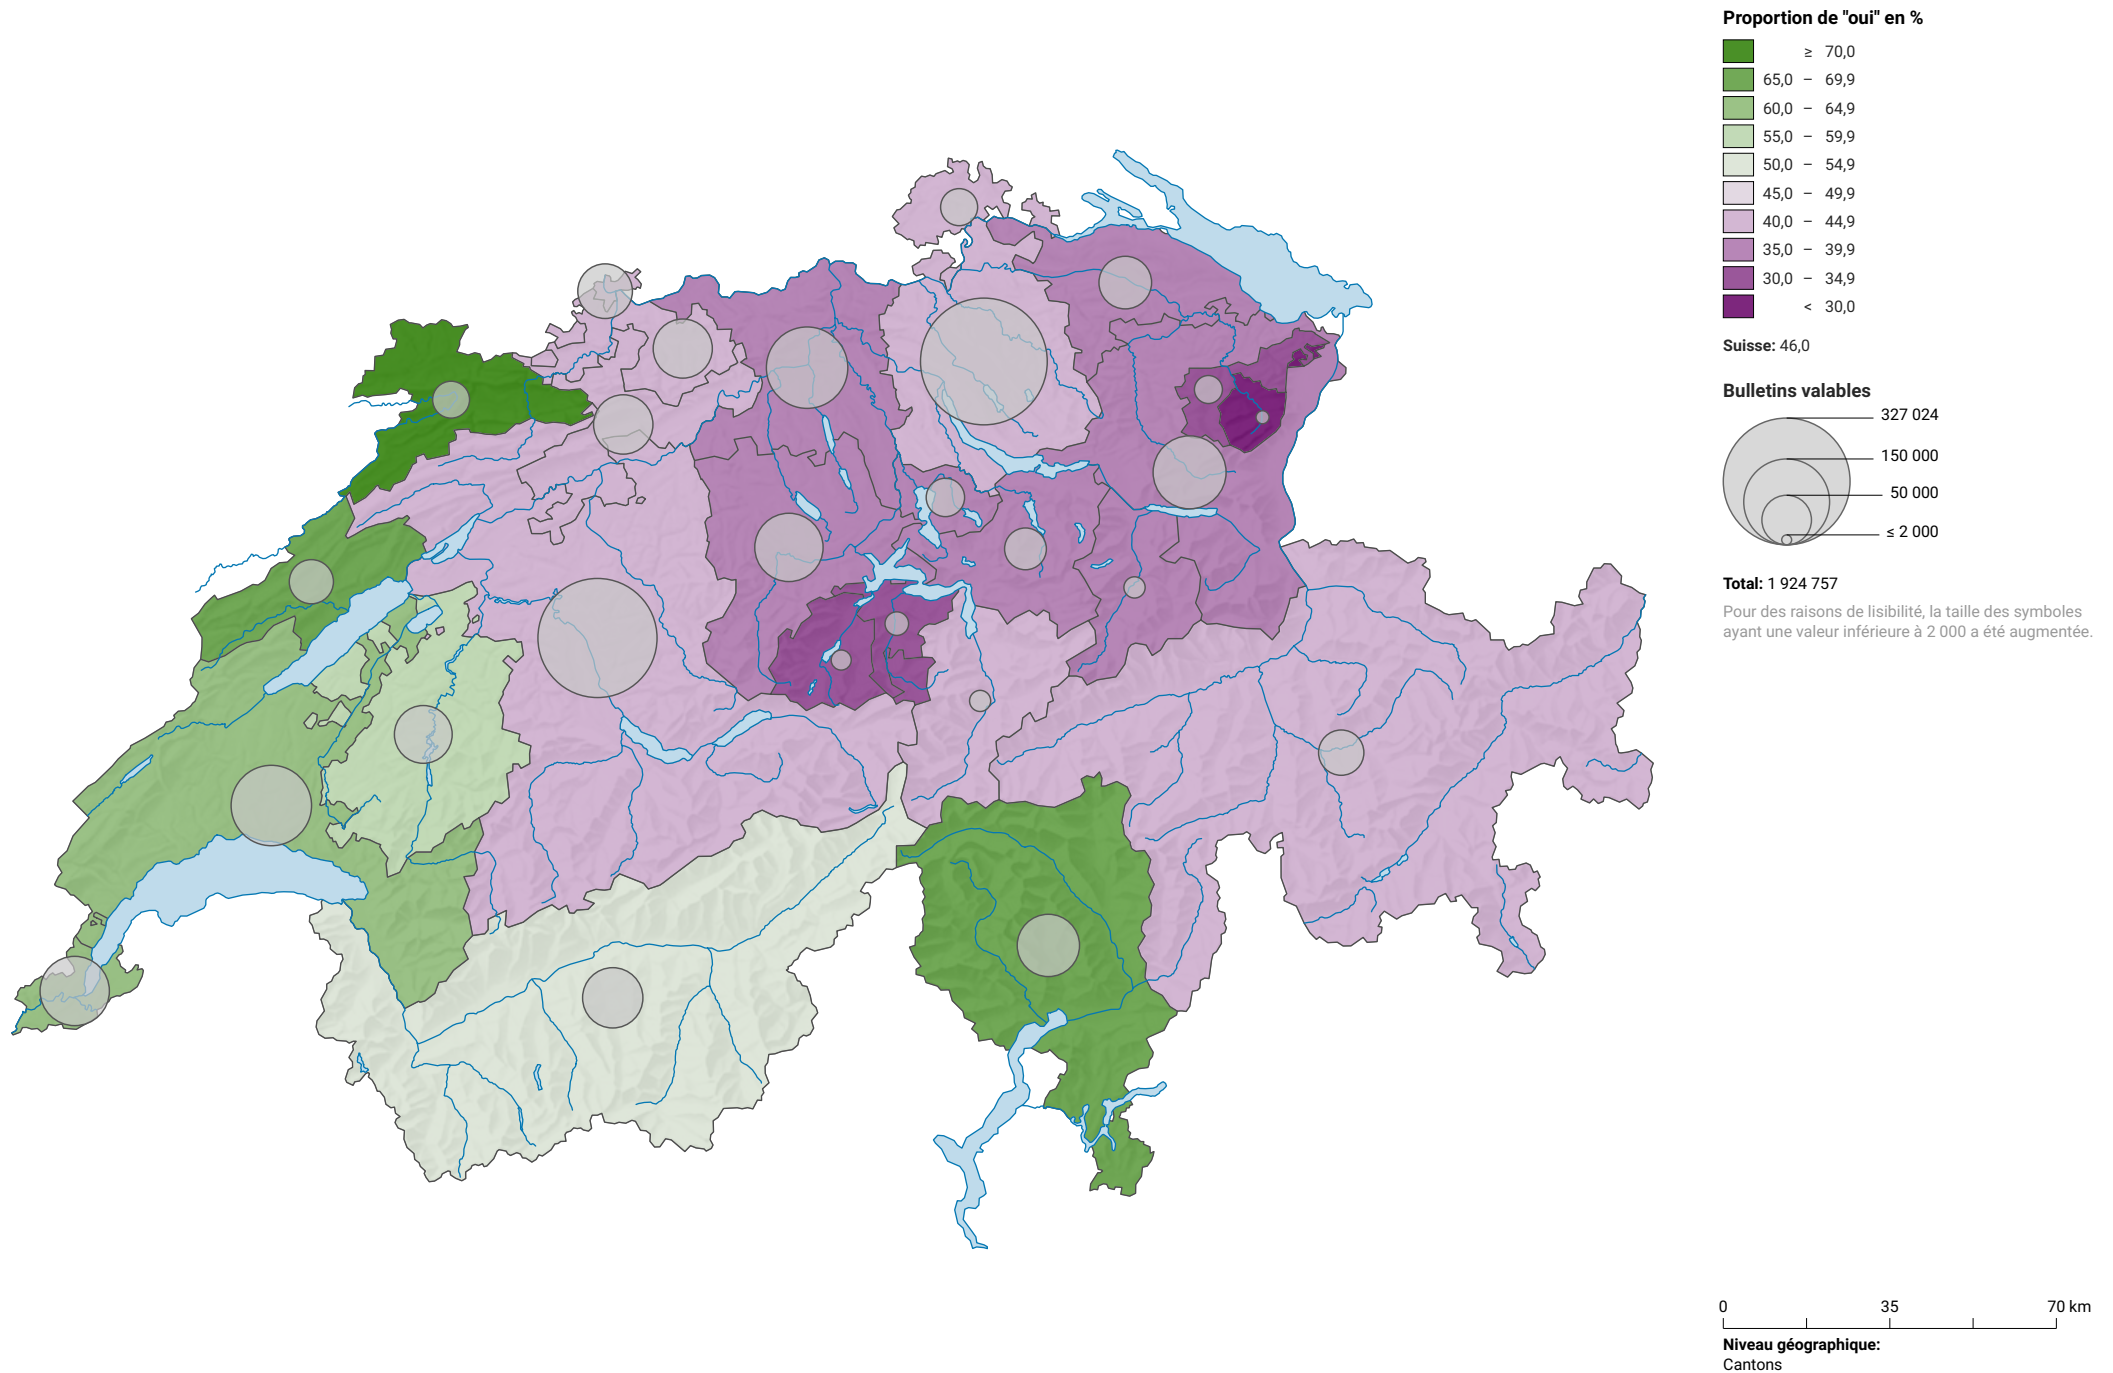 Proportion de "oui" en %
≥ 70,0
65,0 – 69,9
60,0 – 64,9
55,0 – 59,9
50,0 – 54,9
45,0 – 49,9
40,0 – 44,9
35,0 – 39,9
30,0 – 34,9
< 30,0
Suisse: 46,0
Bulletins valables
327 024
150 000
50 000
≤ 2 000
Total: 1 924 757
Pour des raisons de lisibilité, la taille des symboles
ayant une valeur inférieure à 2 000 a été augmentée.
0 35 70 km
Niveau géographique:
Cantons